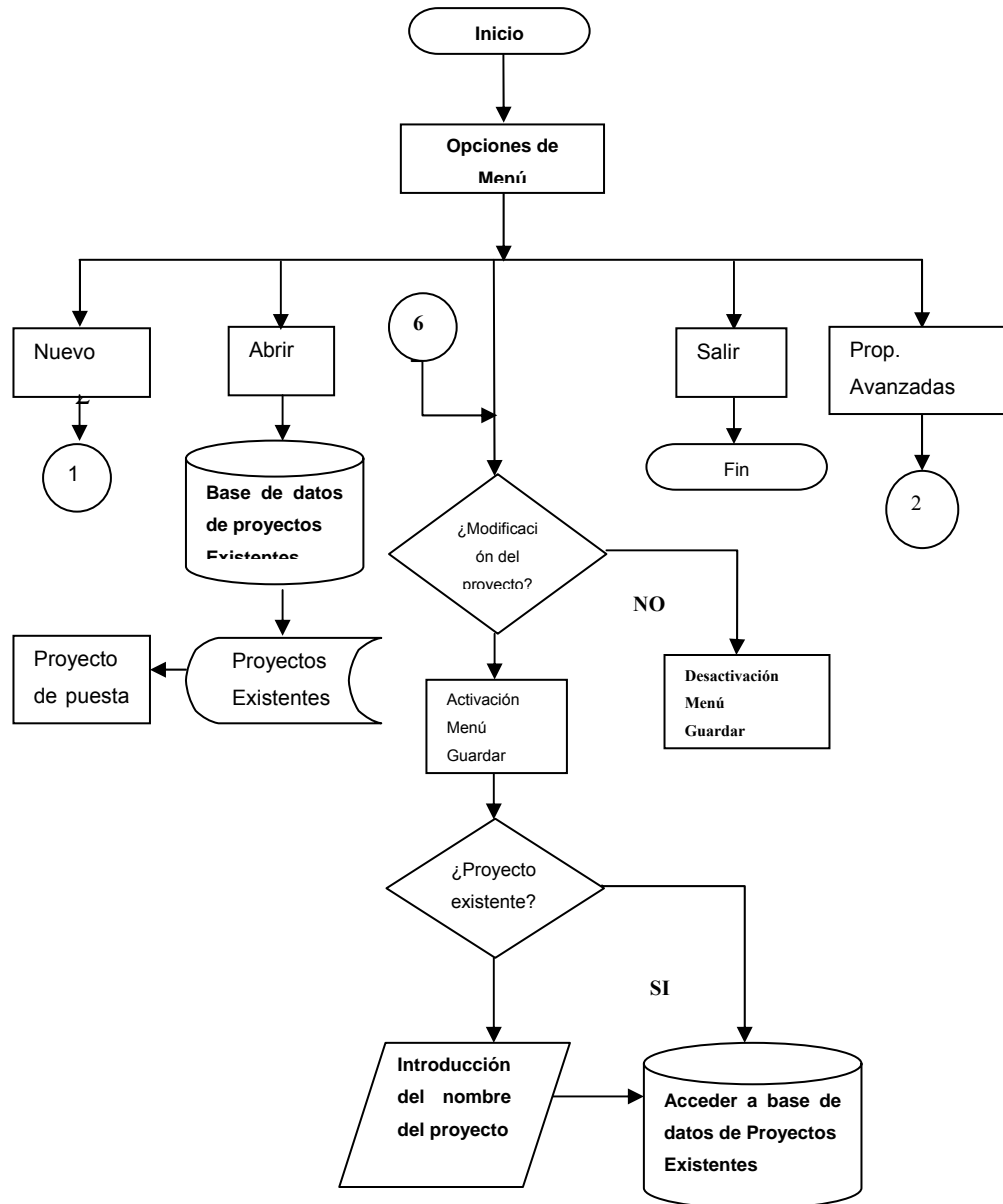 Inicio
Opciones de
Menú
Nuevo
Abrir
6
Salir
Prop.
Avanzadas
1
Base de datos
de proyectos
Existentes
¿Modificaci
ón del
proyecto?
Fin
2
NO
Proyecto
de puesta
Proyectos
Existentes
Activación
Menú
Guardar
Desactivación
Menú
Guardar
¿Proyecto
existente?
SI
Introducción
del nombre
del proyecto
Acceder a base de
datos de Proyectos
Existentes